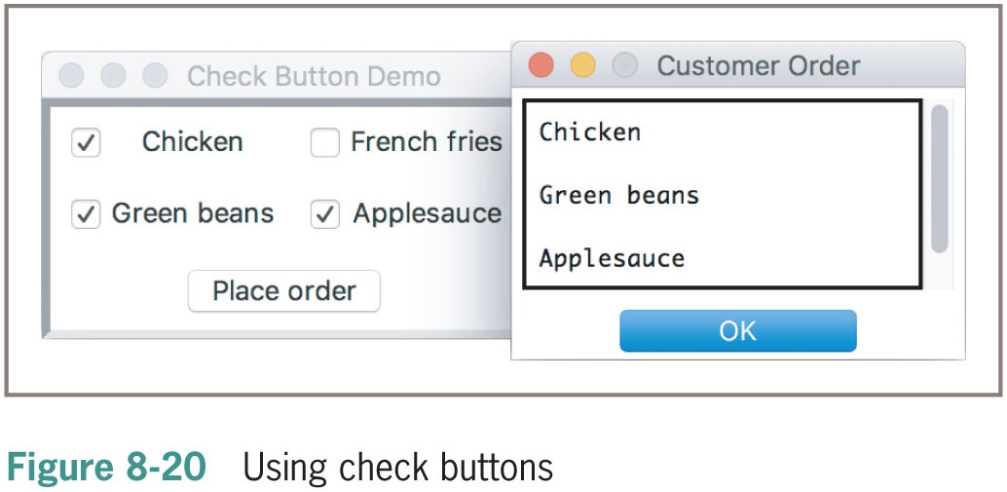 Check Button Demo
Chicken
French fries
Green beans
Applesauce
Place order
Customer Order
Chicken
Green beans
Applesauce
OK
Figure 8-20 Using check buttons